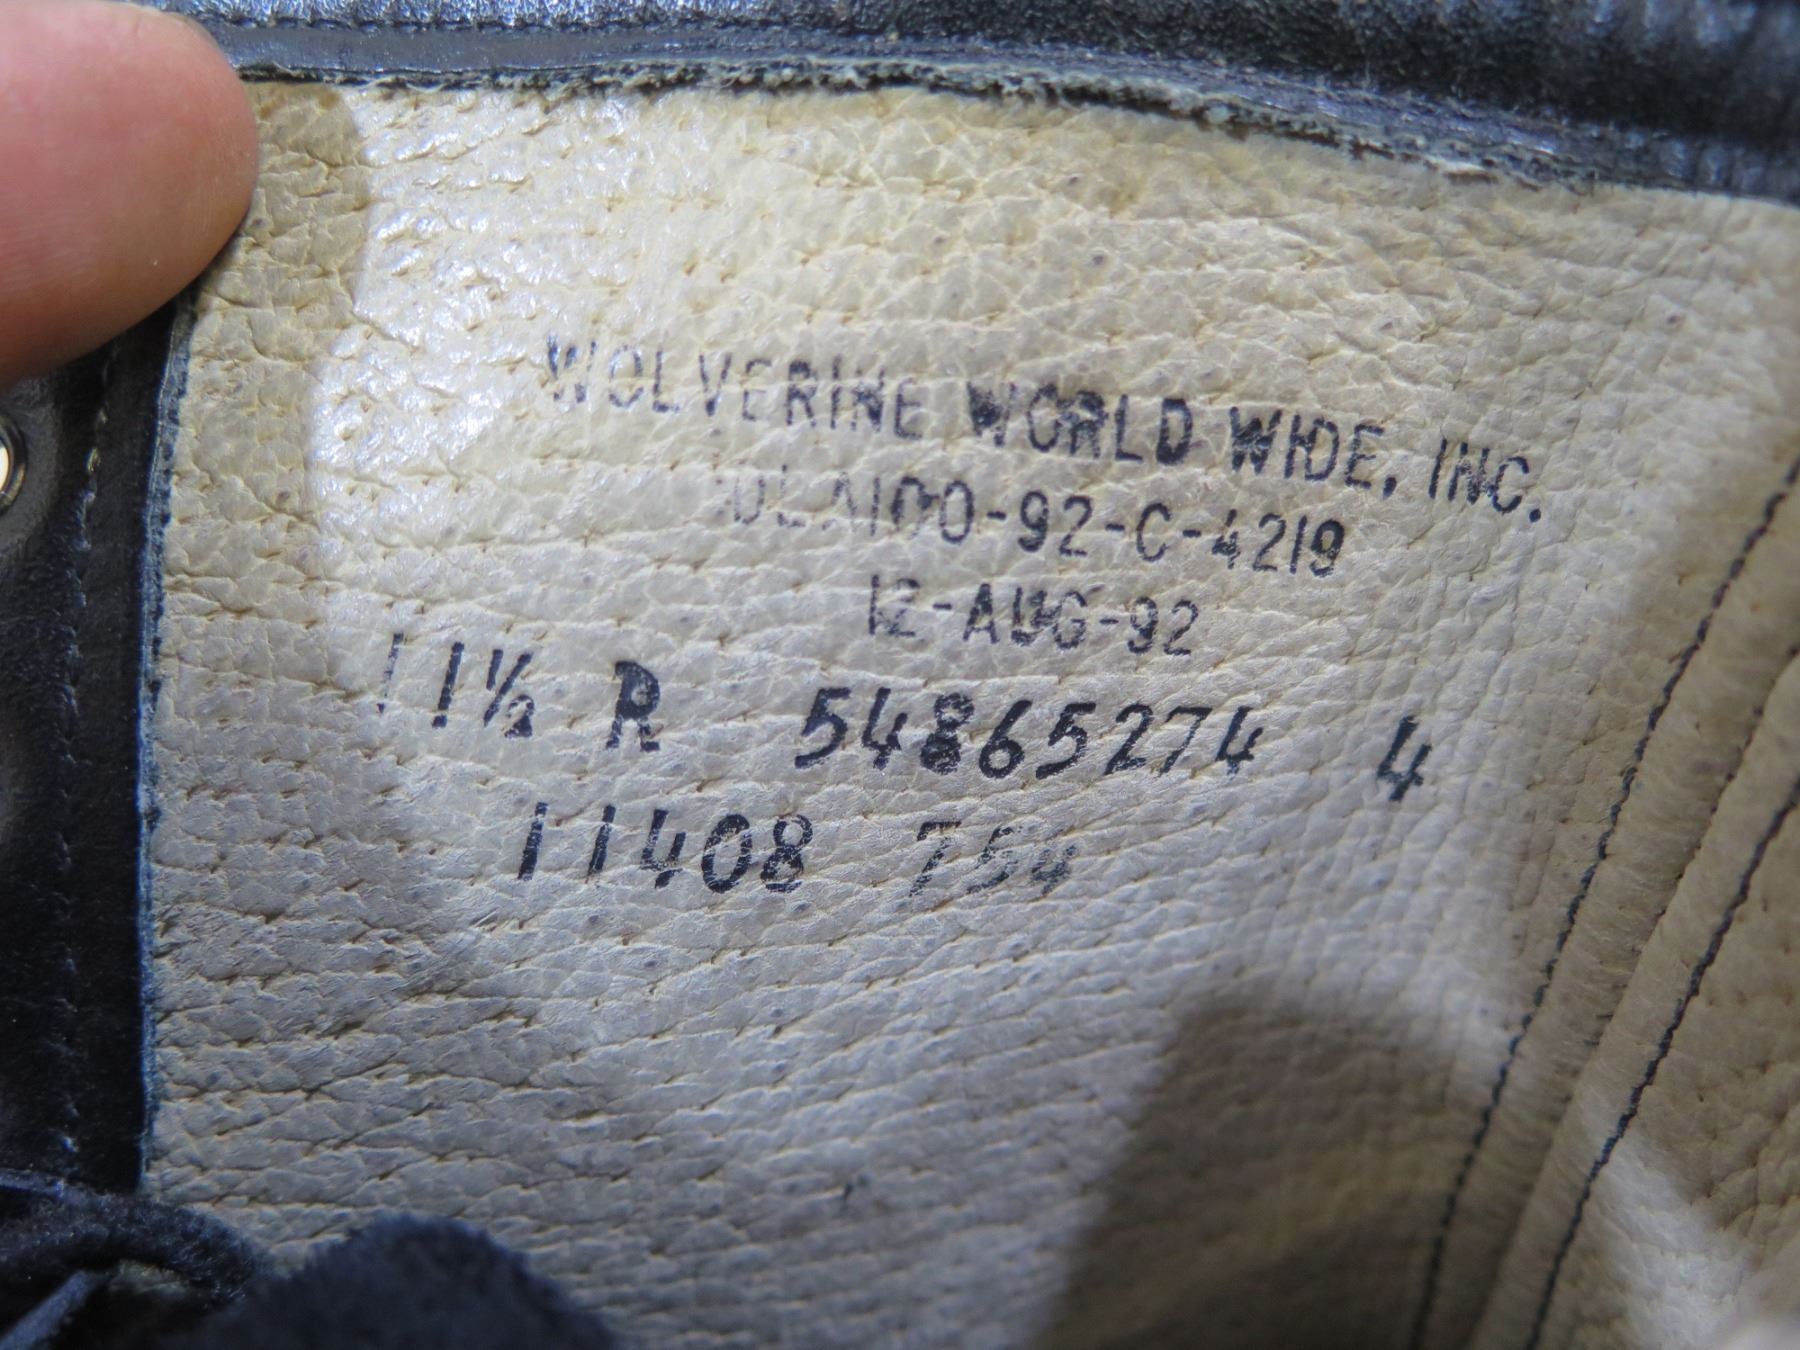 WOLVERINE WORLD WIDE, INC.
DLA100-92-C-4219
12-AUG-92
11½ R 54865274 4
11408 754